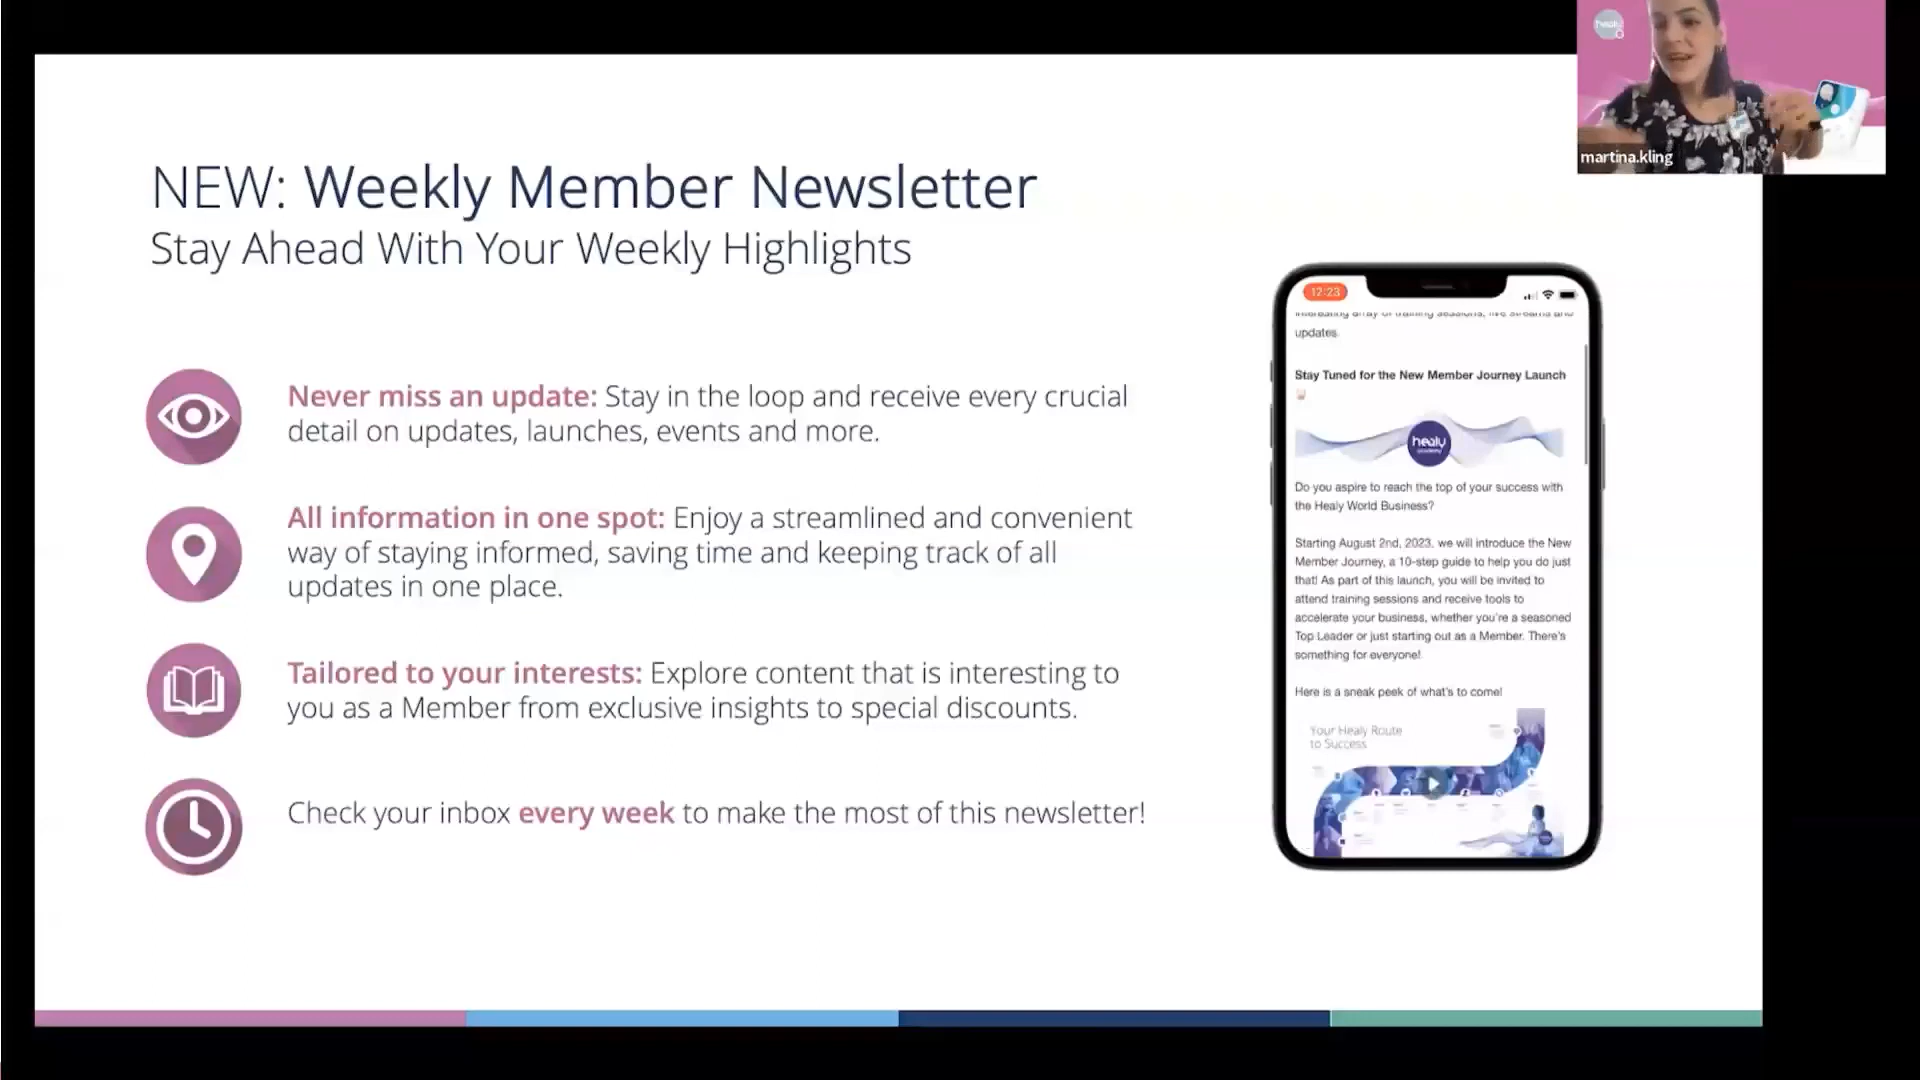 healy
martina.kling
NEW: Weekly Member Newsletter
Stay Ahead With Your Weekly Highlights
Never miss an update: Stay in the loop and receive every crucial
detail on updates, launches, events and more.
All information in one spot: Enjoy a streamlined and convenient
way of staying informed, saving time and keeping track of all
updates in one place.
Tailored to your interests: Explore content that is interesting to
you as a Member from exclusive insights to special discounts.
Check your inbox every week to make the most of this newsletter!
12:23
array of training sessions, live streams and
updates.
Stay Tuned for the New Member Journey Launch
healy
academy
Do you aspire to reach the top of your success with
the Healy World Business?
Starting August 2nd, 2023, we will introduce the New
Member Journey, a 10-step guide to help you do just
that! As part of this launch, you will be invited to
attend training sessions and receive tools to
accelerate your business, whether you're a seasoned
Top Leader or just starting out as a Member. There's
something for everyone!
Here is a sneak peek of what's to come!
Your Healy Route
to Success